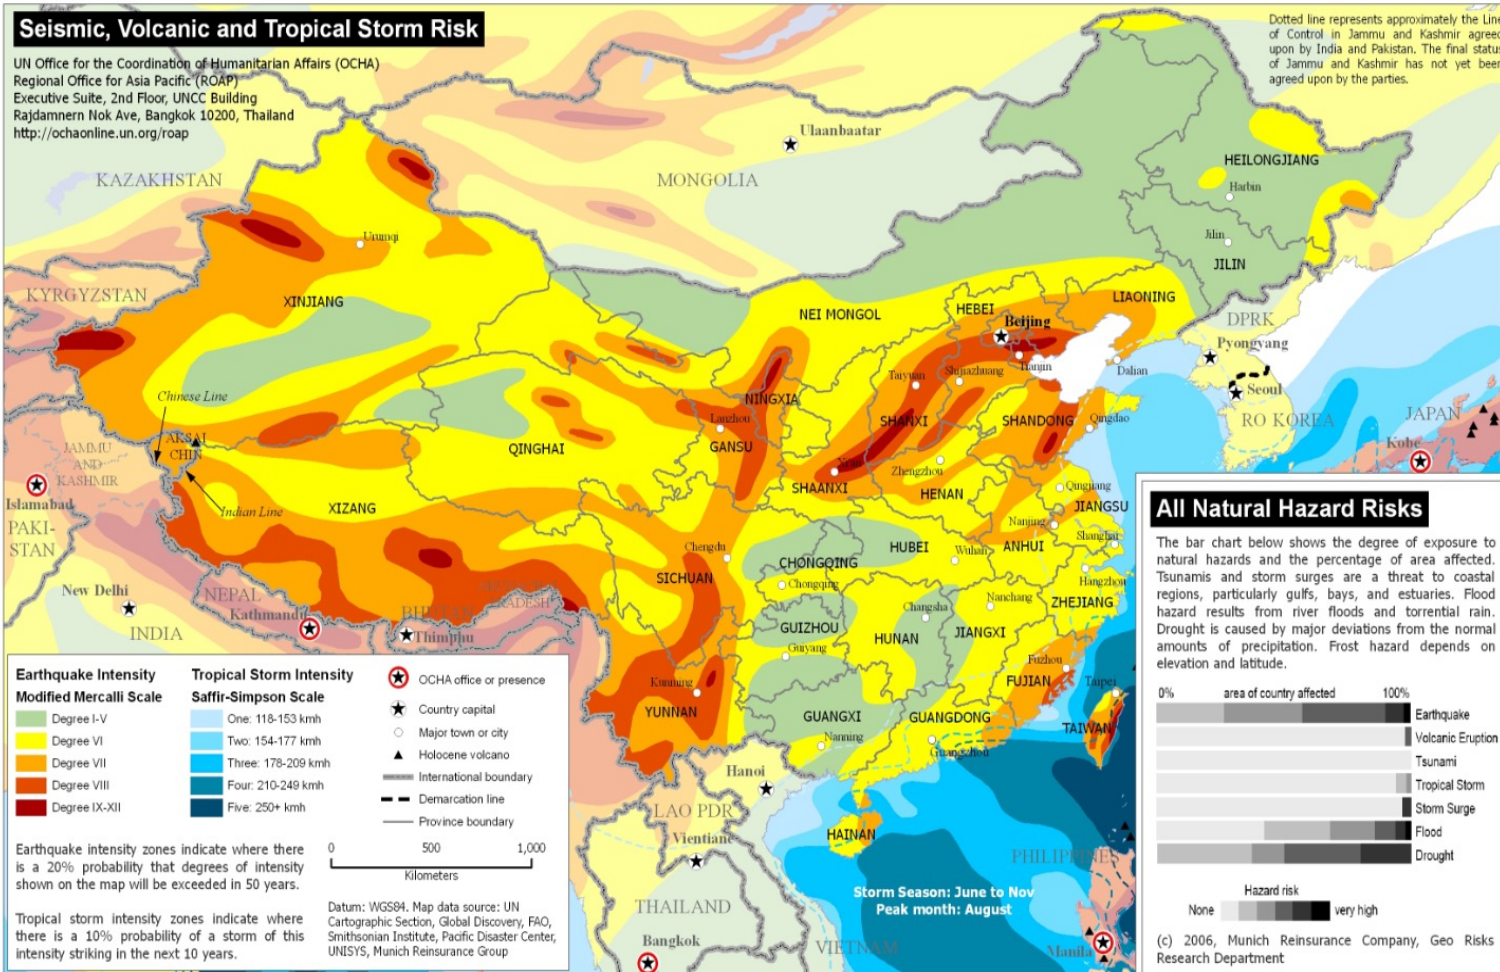 Seismic, Volcanic and Tropical Storm Risk
UN Office for the Coordination of Humanitarian Affairs (OCHA)
Regional Office for Asia Pacific (ROAP)
Executive Suite, 2nd Floor, UNCC Building
Rajdamnern Nok Ave, Bangkok 10200, Thailand
http://ochaonline.un.org/roap
Dotted line represents approximately the Line
of Control in Jammu and Kashmir agreed
upon by India and Pakistan. The final status
of Jammu and Kashmir has not yet been
agreed upon by the parties.
Ulaanbaatar
KAZAKHSTAN
MONGOLIA
HEILONGJIANG
Harbin
Urumqi
Jilin
JILIN
KYRGYZSTAN
XINJIANG
NEI MONGOL
HEBEI
LIAONING
Beijing
DPRK
Pyongyang
Tianjin
Dalian
Taiyuan
Shijiazhuang
Seoul
Chinese Line
NINGXIA
Lanzhou
SHANXI
SHANDONG
Qingdao
RO KOREA
JAPAN
Kobe
AKSAI
CHIN
JAMMU
AND
KASHMIR
QINGHAI
GANSU
Xi'an
Zhengzhou
Islamabad
SHAANXI
HENAN
Qingjiang
Indian Line
XIZANG
JIANGSU
PAKI-
STAN
Nanjing
Shanghai
Chengdu
CHONGQING
HUBEI
Wuhan
ANHUI
Hangzhou
New Delhi
SICHUAN
Chongqing
NEPAL
Kathmandu
BHUTAN
PRADESH
Thimphu
INDIA
Changsha
Nanchang
ZHEJIANG
GUIZHOU
HUNAN
JIANGXI
Guiyang
Fuzhou
FUJIAN
Taipei
Kunming
YUNNAN
GUANGXI
GUANGDONG
TAIWAN
Nanning
Guangzhou
Hanoi
LAO PDR
Vientiane
HAINAN
PHILIPPINES
Storm Season: June to Nov
Peak month: August
THAILAND
Bangkok
VIETNAM
Manila
Earthquake Intensity
Modified Mercalli Scale
Degree I-V
Degree VI
Degree VII
Degree VIII
Degree IX-XII
Tropical Storm Intensity
Saffir-Simpson Scale
One: 118-153 kmh
Two: 154-177 kmh
Three: 178-209 kmh
Four: 210-249 kmh
Five: 250+ kmh
OCHA office or presence
Country capital
Major town or city
Holocene volcano
International boundary
Demarcation line
Province boundary
0 500 1,000
Kilometers
Earthquake intensity zones indicate where there
is a 20% probability that degrees of intensity
shown on the map will be exceeded in 50 years.
Tropical storm intensity zones indicate where
there is a 10% probability of a storm of this
intensity striking in the next 10 years.
Datum: WGS84. Map data source: UN
Cartographic Section, Global Discovery, FAO,
Smithsonian Institute, Pacific Disaster Center,
UNISYS, Munich Reinsurance Group
All Natural Hazard Risks
The bar chart below shows the degree of exposure to
natural hazards and the percentage of area affected.
Tsunamis and storm surges are a threat to coastal
regions, particularly gulfs, bays, and estuaries. Flood
hazard results from river floods and torrential rain.
Drought is caused by major deviations from the normal
amounts of precipitation. Frost hazard depends on
elevation and latitude.
0% area of country affected 100%
Earthquake
Volcanic Eruption
Tsunami
Tropical Storm
Storm Surge
Flood
Drought
Hazard risk
None very high
(c) 2006, Munich Reinsurance Company, Geo Risks
Research Department